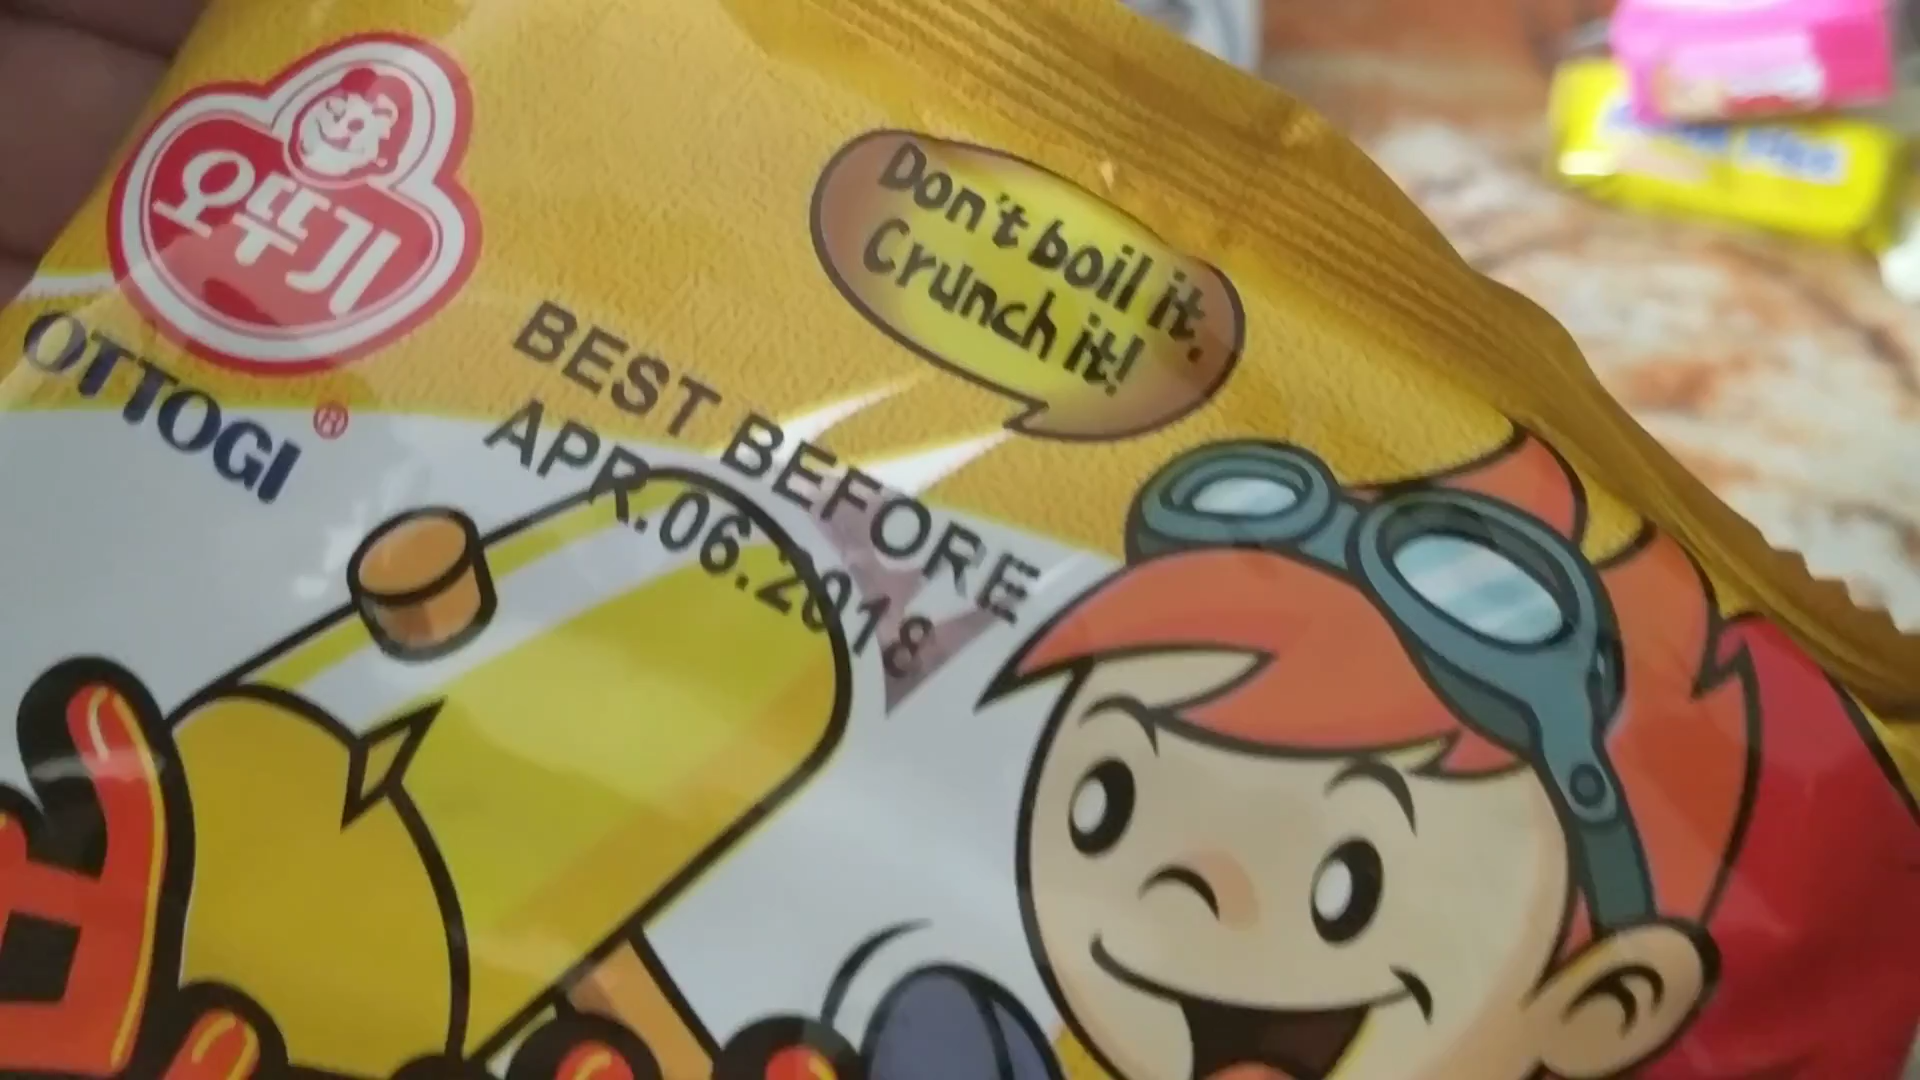 오뚜기
OTTOGI®
Don't boil it.
Crunch it!
BEST BEFORE
APR.06.2018